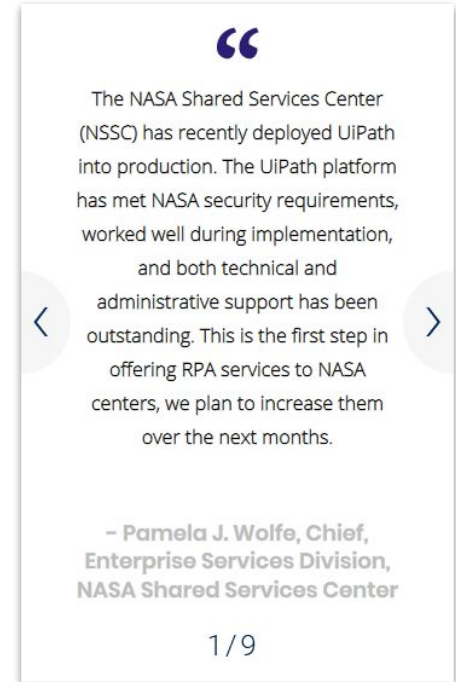 “
The NASA Shared Services Center
(NSSC) has recently deployed UiPath
into production. The UiPath platform
has met NASA security requirements,
worked well during implementation,
and both technical and
administrative support has been
outstanding. This is the first step in
offering RPA services to NASA
centers, we plan to increase them
over the next months.
- Pamela J. Wolfe, Chief,
Enterprise Services Division,
NASA Shared Services Center
1/9